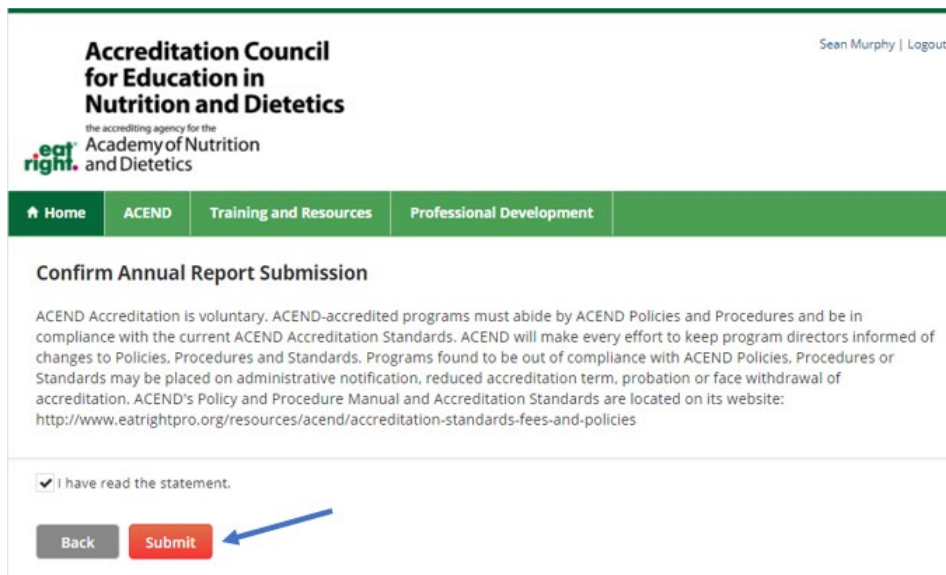 Accreditation Council
for Education in
Nutrition and Dietetics
the accrediting agency for the
eat right. Academy of Nutrition
and Dietetics
Sean Murphy | Logout
Home ACEND Training and Resources Professional Development
Confirm Annual Report Submission
ACEND Accreditation is voluntary. ACEND-accredited programs must abide by ACEND Policies and Procedures and be in
compliance with the current ACEND Accreditation Standards. ACEND will make every effort to keep program directors informed of
changes to Policies, Procedures and Standards. Programs found to be out of compliance with ACEND Policies, Procedures or
Standards may be placed on administrative notification, reduced accreditation term, probation or face withdrawal of
accreditation. ACEND's Policy and Procedure Manual and Accreditation Standards are located on its website:
http://www.eatrightpro.org/resources/acend/accreditation-standards-fees-and-policies
I have read the statement.
Back Submit